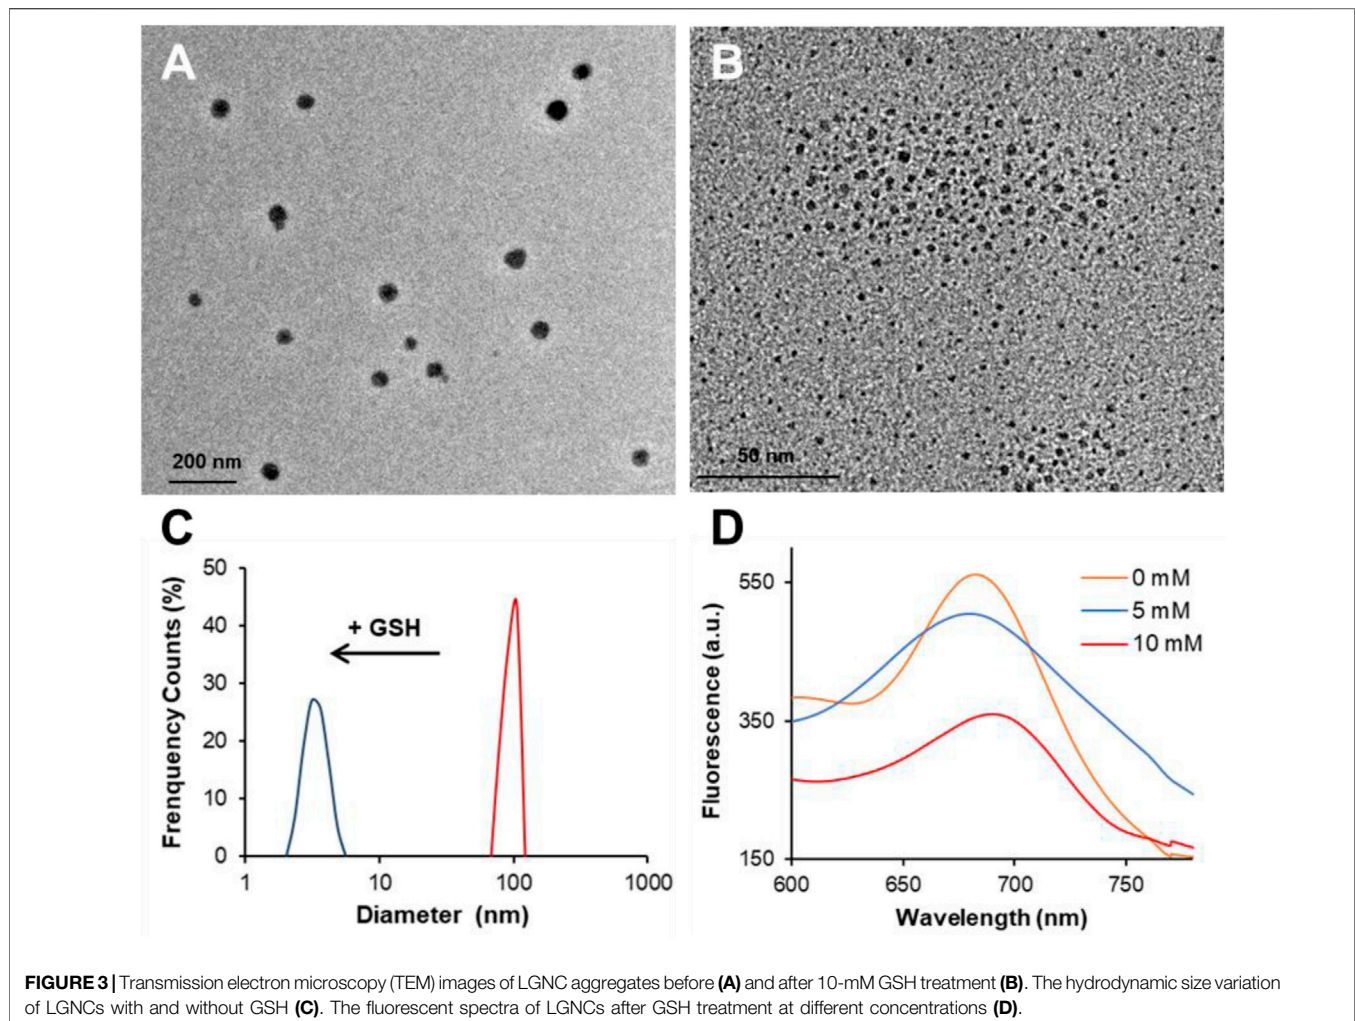 A
B
200 nm
50 nm
C
D
Frenquency Counts (%)
50
40
30
20
10
0
+ GSH
1
10
100
1000
Diameter (nm)
Fluorescence (a.u.)
550
350
150
0 mM
5 mM
10 mM
600
650
700
750
Wavelength (nm)
FIGURE 3 | Transmission electron microscopy (TEM) images of LGNC aggregates before (A) and after 10-mM GSH treatment (B). The hydrodynamic size variation
of LGNCs with and without GSH (C). The fluorescent spectra of LGNCs after GSH treatment at different concentrations (D).